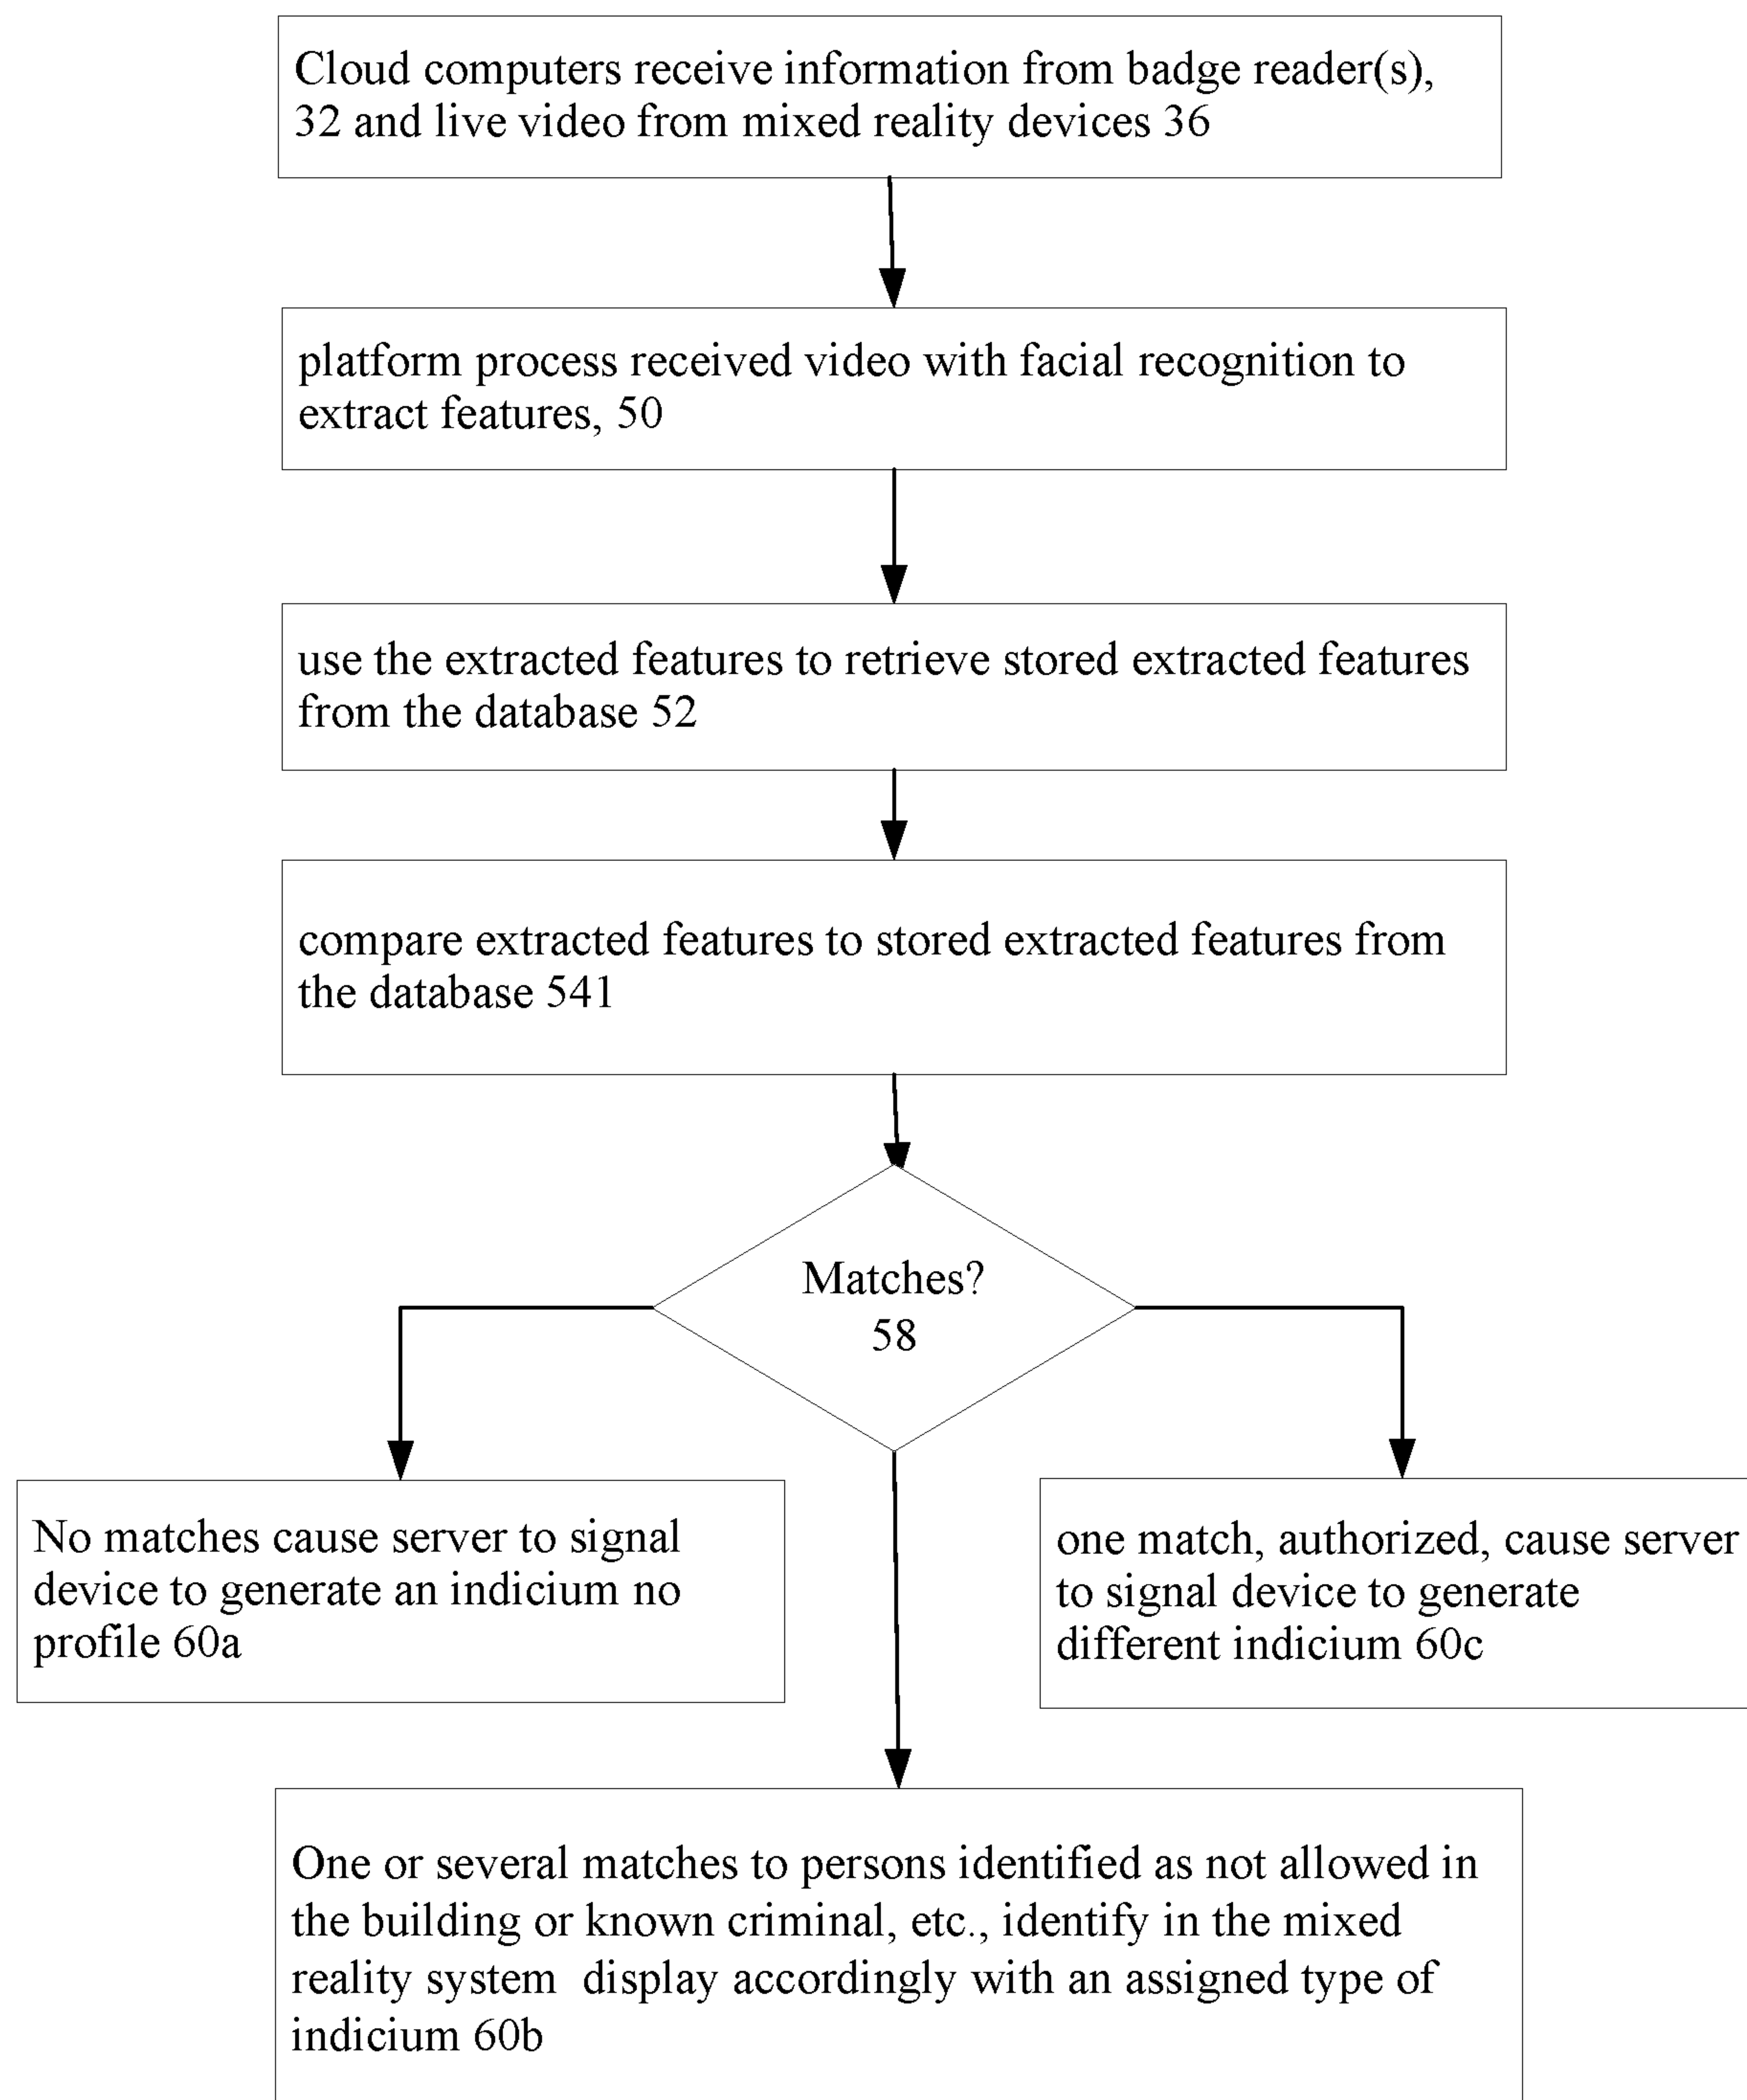 Cloud computers receive information from badge reader(s),
32 and live video from mixed reality devices 36
platform process received video with facial recognition to
extract features, 50
use the extracted features to retrieve stored extracted features
from the database 52
compare extracted features to stored extracted features from
the database 541
Matches?
58
No matches cause server to signal
device to generate an indicium no
profile 60a
one match, authorized, cause server
to signal device to generate
different indicium 60c
One or several matches to persons identified as not allowed in
the building or known criminal, etc., identify in the mixed
reality system  display accordingly with an assigned type of
indicium 60b